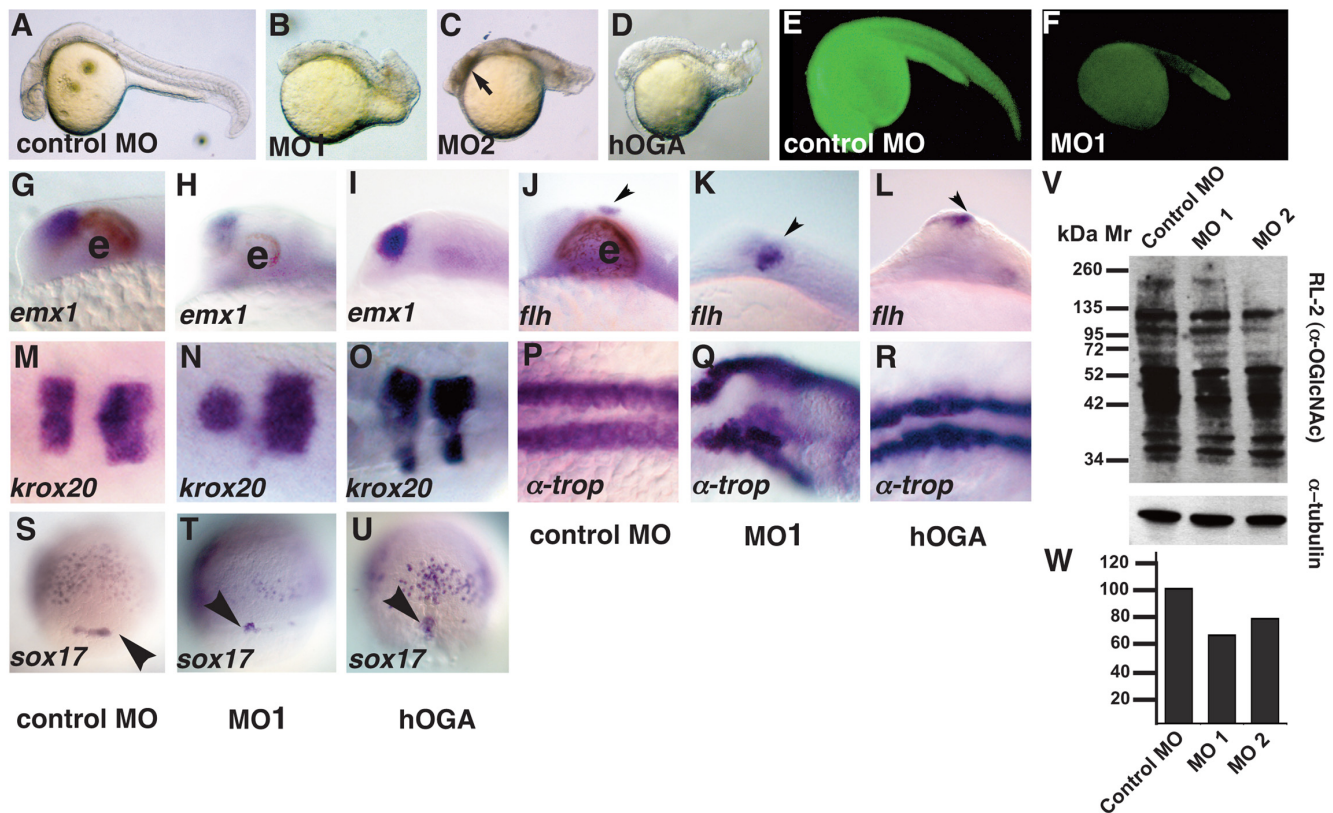 A
control MO
B
MO1
C
MO2
D
hOGA
E
control MO
F
MO1
G
e
emx1
H
e
emx1
I
emx1
J
e
flh
K
flh
L
flh
M
krox20
N
krox20
O
krox20
P
α-trop
Q
α-trop
R
α-trop
control MO
MO1
hOGA
S
sox17
T
sox17
U
sox17
control MO
MO1
hOGA
V
Control MO
MO 1
MO 2
kDa Mr
260
135
95
72
52
42
34
RL-2 (α-OGlcNAc)
α–tubulin
W
120
100
80
60
40
20
Control MO
MO 1
MO 2